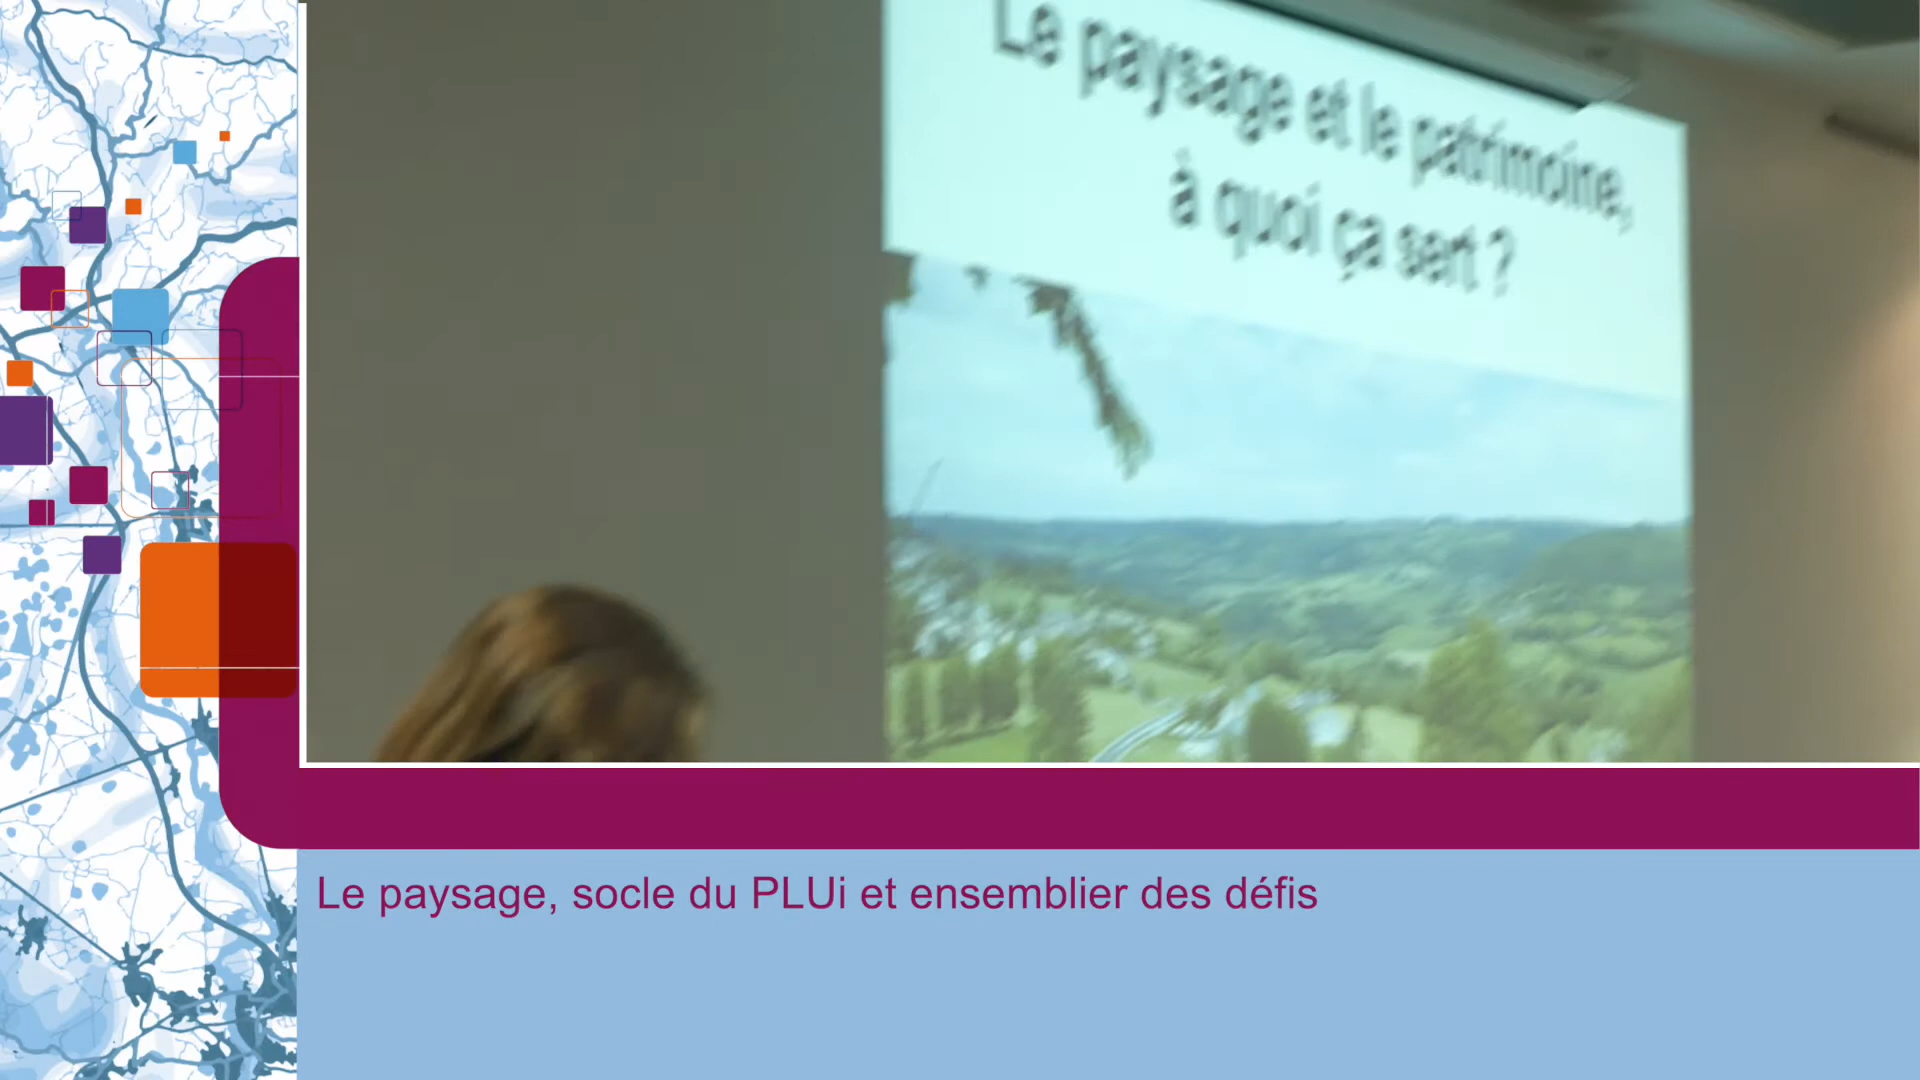 Le paysage et le patrimoine,
à quoi ça sert ?
Le paysage, socle du PLUi et ensemblier des défis